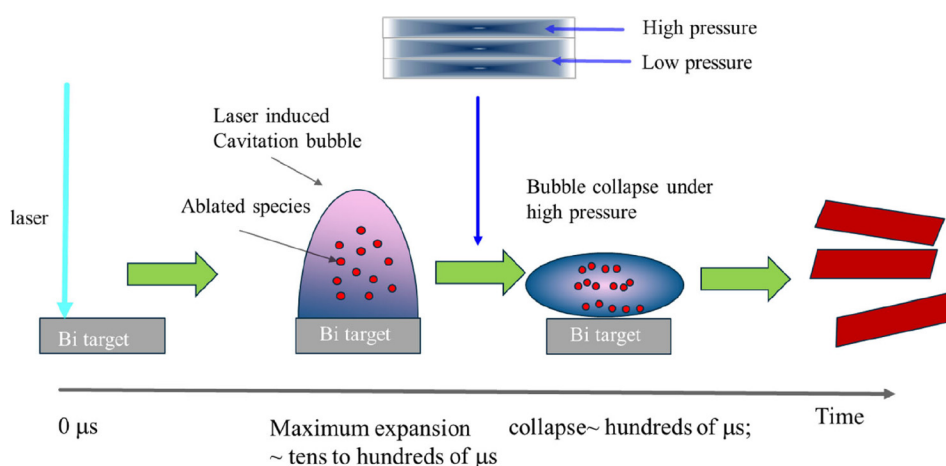 High pressure
Low pressure
Laser induced
Cavitation bubble
Ablated species
laser
Bubble collapse under
high pressure
Bi target
Bi target
Bi target
Time
0 μs
Maximum expansion
~ tens to hundreds of μs
collapse~ hundreds of μs;